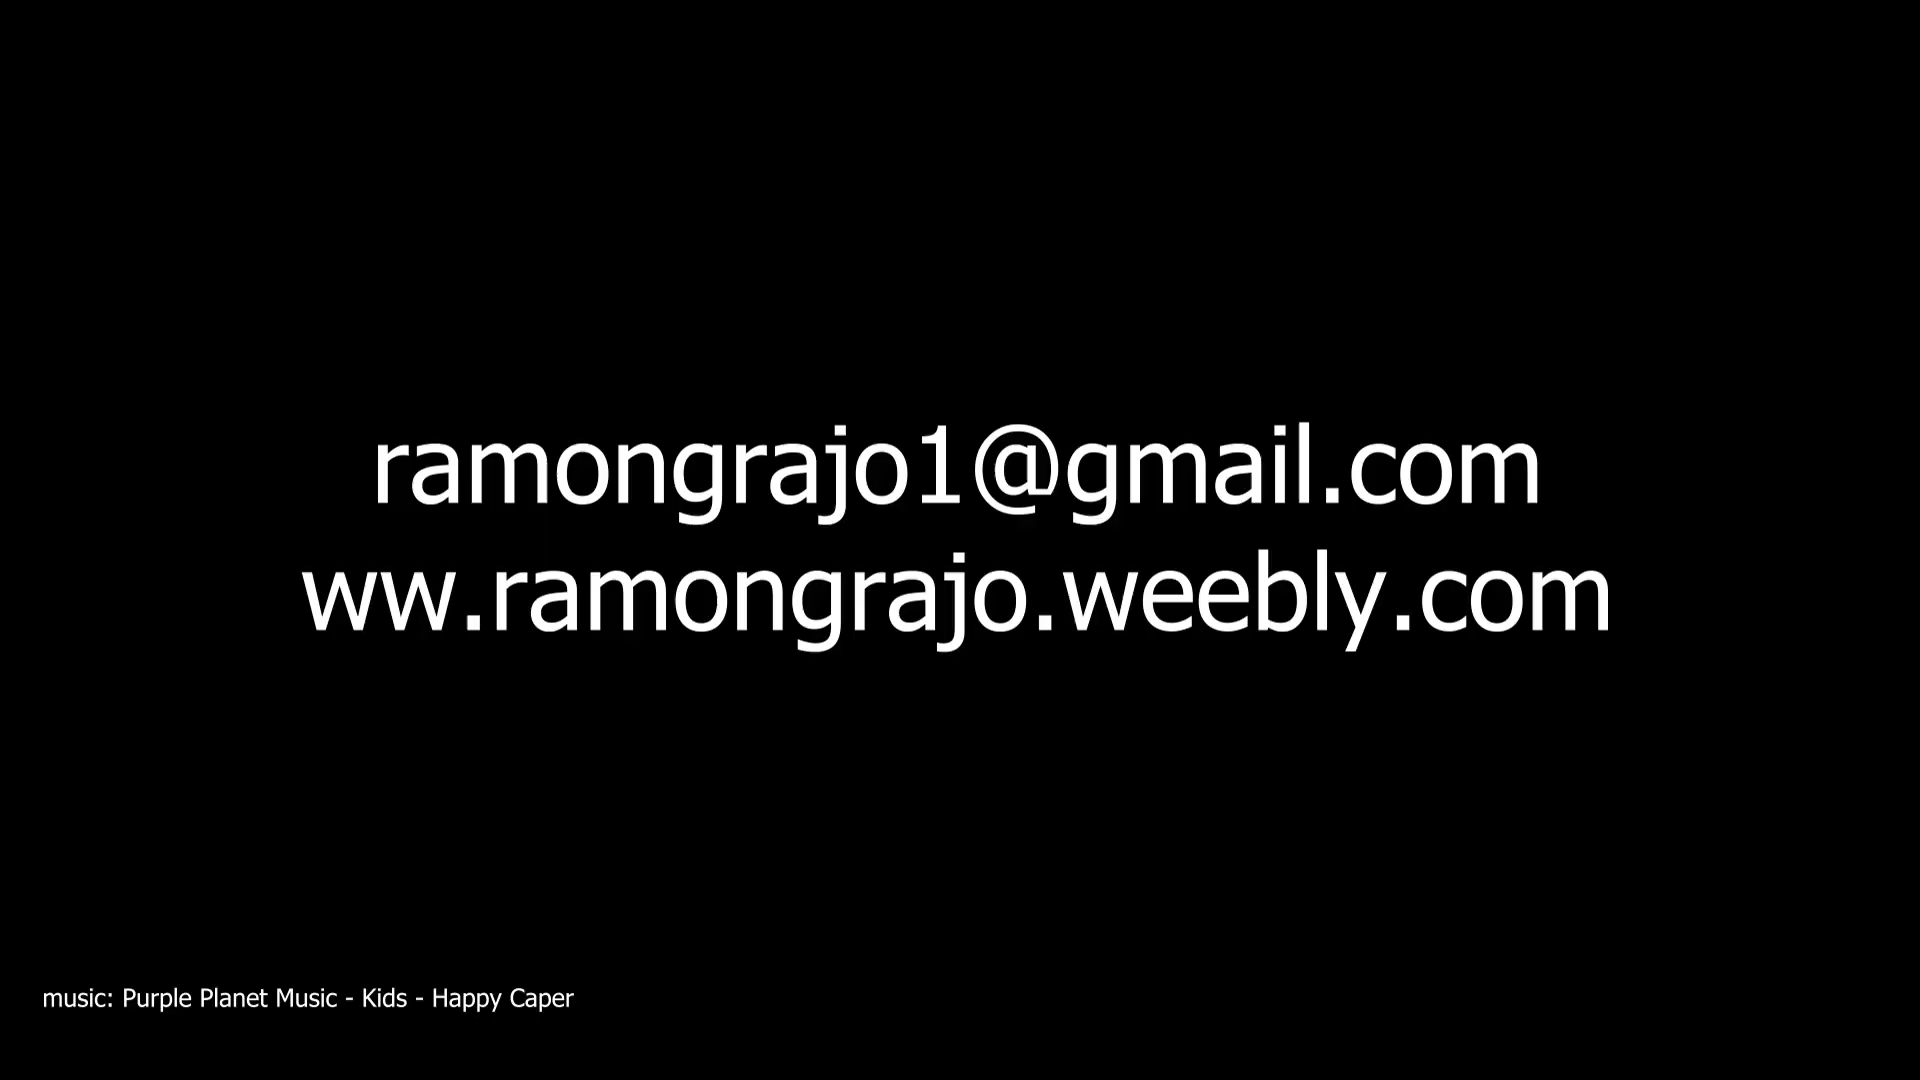 ramongrajo1@gmail.com
ww.ramongrajo.weebly.com
music: Purple Planet Music - Kids - Happy Caper